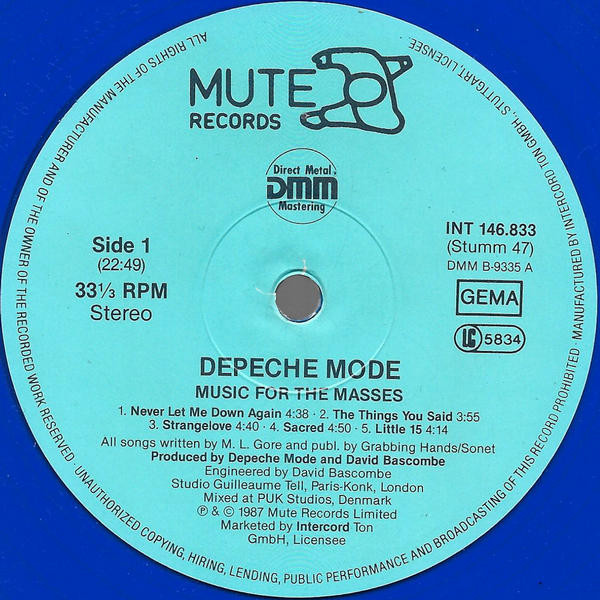 MUTE
RECORDS
Direct Metal
DMM
Mastering
Side 1
(22:49)
33⅓ RPM
Stereo
INT 146.833
(Stumm 47)
DMM B-9335 A
GEMA
LC 5834
DEPECHE MODE
MUSIC FOR THE MASSES
1. Never Let Me Down Again 4:38 · 2. The Things You Said 3:55
3. Strangelove 4:40 · 4. Sacred 4:50 · 5. Little 15 4:14
All songs written by M. L. Gore and publ. by Grabbing Hands/Sonet
Produced by Depeche Mode and David Bascombe
Engineered by David Bascombe
Studio Guilleaume Tell, Paris-Konk, London
Mixed at PUK Studios, Denmark
℗ & © 1987 Mute Records Limited
Marketed by Intercord Ton
GmbH, Licensee
ALL RIGHTS OF THE MANUFACTURER AND OF THE OWNER OF THE RECORDED WORK RESERVED · UNAUTHORIZED COPYING, HIRING, LENDING, PUBLIC PERFORMANCE AND BROADCASTING OF THIS RECORD PROHIBITED · MANUFACTURED BY INTERCORD TON GMBH, STUTTGART, LICENSEE.